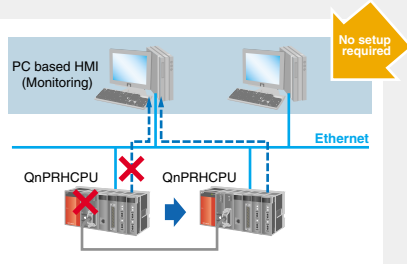 No setup
required
PC based HMI
(Monitoring)
Ethernet
QnPRHCPU
QnPRHCPU